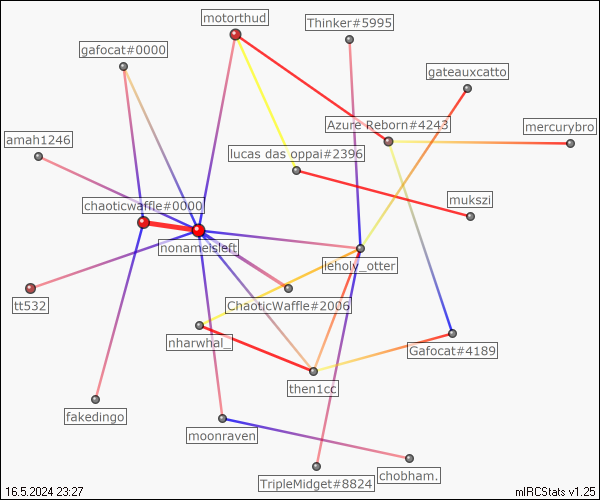 motorthud
Thinker#5995
gafocat#0000
gateauxcatto
Azure Reborn#4243
mercurybro
amah1246
lucas das oppai#2396
mukszi
chaoticwaffle#0000
nonameisleft
leholy_otter
tt532
ChaoticWaffle#2006
nharwhal_
Gafocat#4189
then1cc
fakedingo
moonraven
chobham.
TripleMidget#8824
16.5.2024 23:27
mIRCStats v1.25